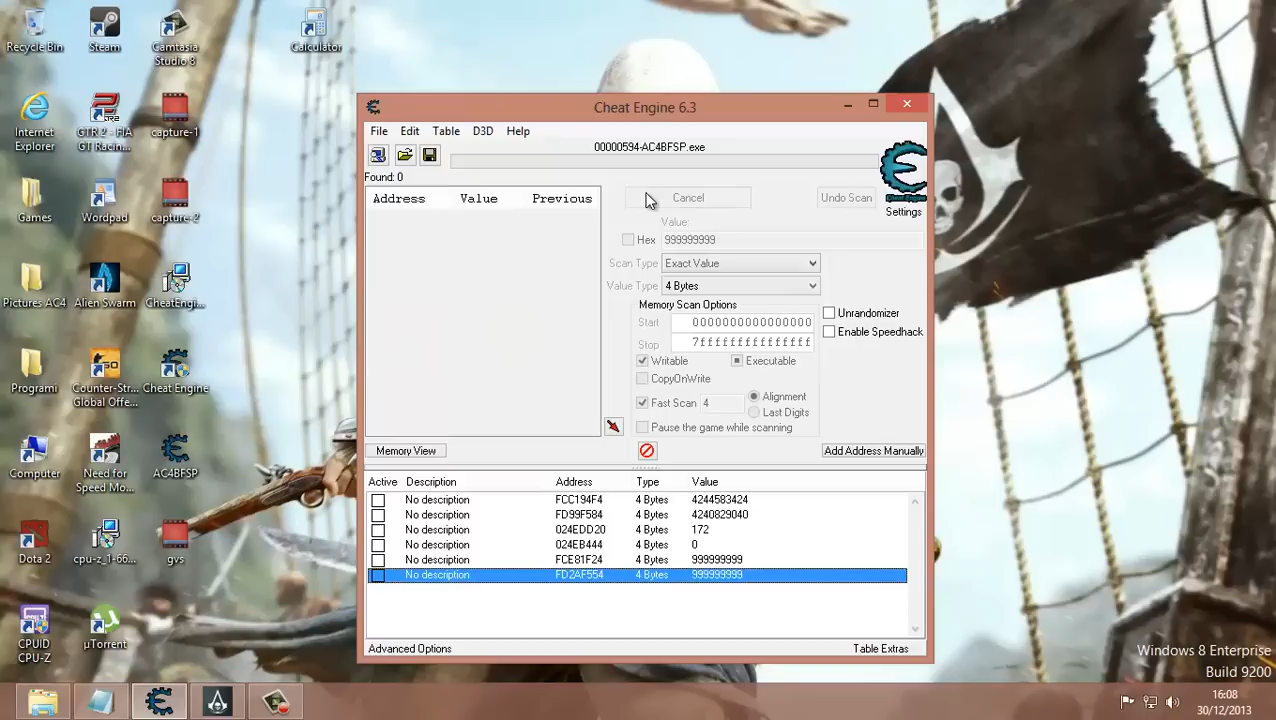 Recycle Bin
Steam
Camtasia
Studio 8
Calculator
Internet
Explorer
GTR 2 - FIA
GT Racin...
capture-1
Games
Wordpad
capture-2
Pictures AC4
Alien Swarm
CheatEngi...
Programi
Counter-Str...
Global Offe...
Cheat Engine
Computer
Need for
Speed Mo...
AC4BFSP
Dota 2
cpu-z_1-66...
gvs
CPUID
CPU-Z
µTorrent
Cheat Engine 6.3
File Edit Table D3D Help
00000594-AC4BFSP.exe
Found: 0
Address Value Previous
Cancel
Undo Scan
Cheat Engine
Settings
Value:
Hex 999999999
Scan Type Exact Value
Value Type 4 Bytes
Memory Scan Options
Start 0000000000000000
Stop 7fffffffffffffff
Writable Executable
CopyOnWrite
Fast Scan 4 Alignment
Last Digits
Pause the game while scanning
Unrandomizer
Enable Speedhack
Memory View
Add Address Manually
Active Description Address Type Value
No description FCC194F4 4 Bytes 4244583424
No description FD99F584 4 Bytes 4240829040
No description 024EDD20 4 Bytes 172
No description 024EB444 4 Bytes 0
No description FCE81F24 4 Bytes 999999999
No description FD2AF554 4 Bytes 999999999
Advanced Options
Table Extras
Windows 8 Enterprise
Build 9200
16:08
30/12/2013